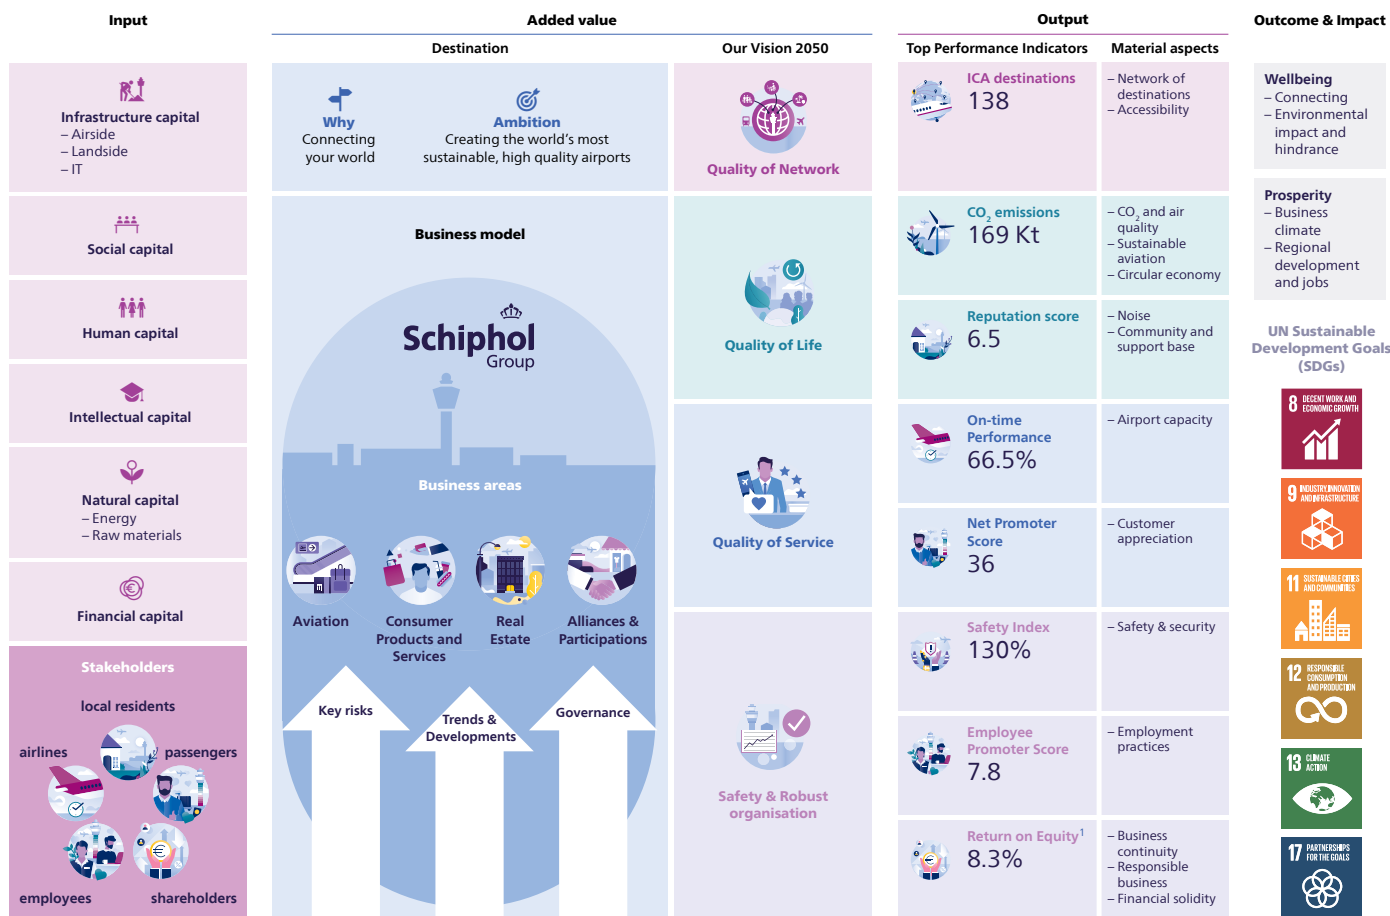 Input
Infrastructure capital
– Airside
– Landside
– IT
Social capital
Human capital
Intellectual capital
Natural capital
– Energy
– Raw materials
Financial capital
Stakeholders
local residents
airlines
passengers
employees
shareholders
Added value
Destination
Our Vision 2050
Why
Connecting
your world
Ambition
Creating the world's most
sustainable, high quality airports
Business model
Schiphol
Group
Business areas
Aviation
Consumer
Products and
Services
Real
Estate
Alliances &
Participations
Key risks
Trends &
Developments
Governance
Quality of Network
Quality of Life
Quality of Service
Safety & Robust
organisation
Output
Top Performance Indicators
Material aspects
ICA destinations
138
– Network of
destinations
– Accessibility
CO₂ emissions
169 Kt
– CO₂ and air
quality
– Sustainable
aviation
– Circular economy
Reputation score
6.5
– Noise
– Community and
support base
On-time
Performance
66.5%
– Airport capacity
Net Promoter
Score
36
– Customer
appreciation
Safety Index
130%
– Safety & security
Employee
Promoter Score
7.8
– Employment
practices
Return on Equity¹
8.3%
– Business
continuity
– Responsible
business
– Financial solidity
Outcome & Impact
Wellbeing
– Connecting
– Environmental
impact and
hindrance
Prosperity
– Business
climate
– Regional
development
and jobs
UN Sustainable
Development Goals
(SDGs)
8 DECENT WORK AND
ECONOMIC GROWTH
9 INDUSTRY, INNOVATION
AND INFRASTRUCTURE
11 SUSTAINABLE CITIES
AND COMMUNITIES
12 RESPONSIBLE
CONSUMPTION
AND PRODUCTION
13 CLIMATE
ACTION
17 PARTNERSHIPS
FOR THE GOALS